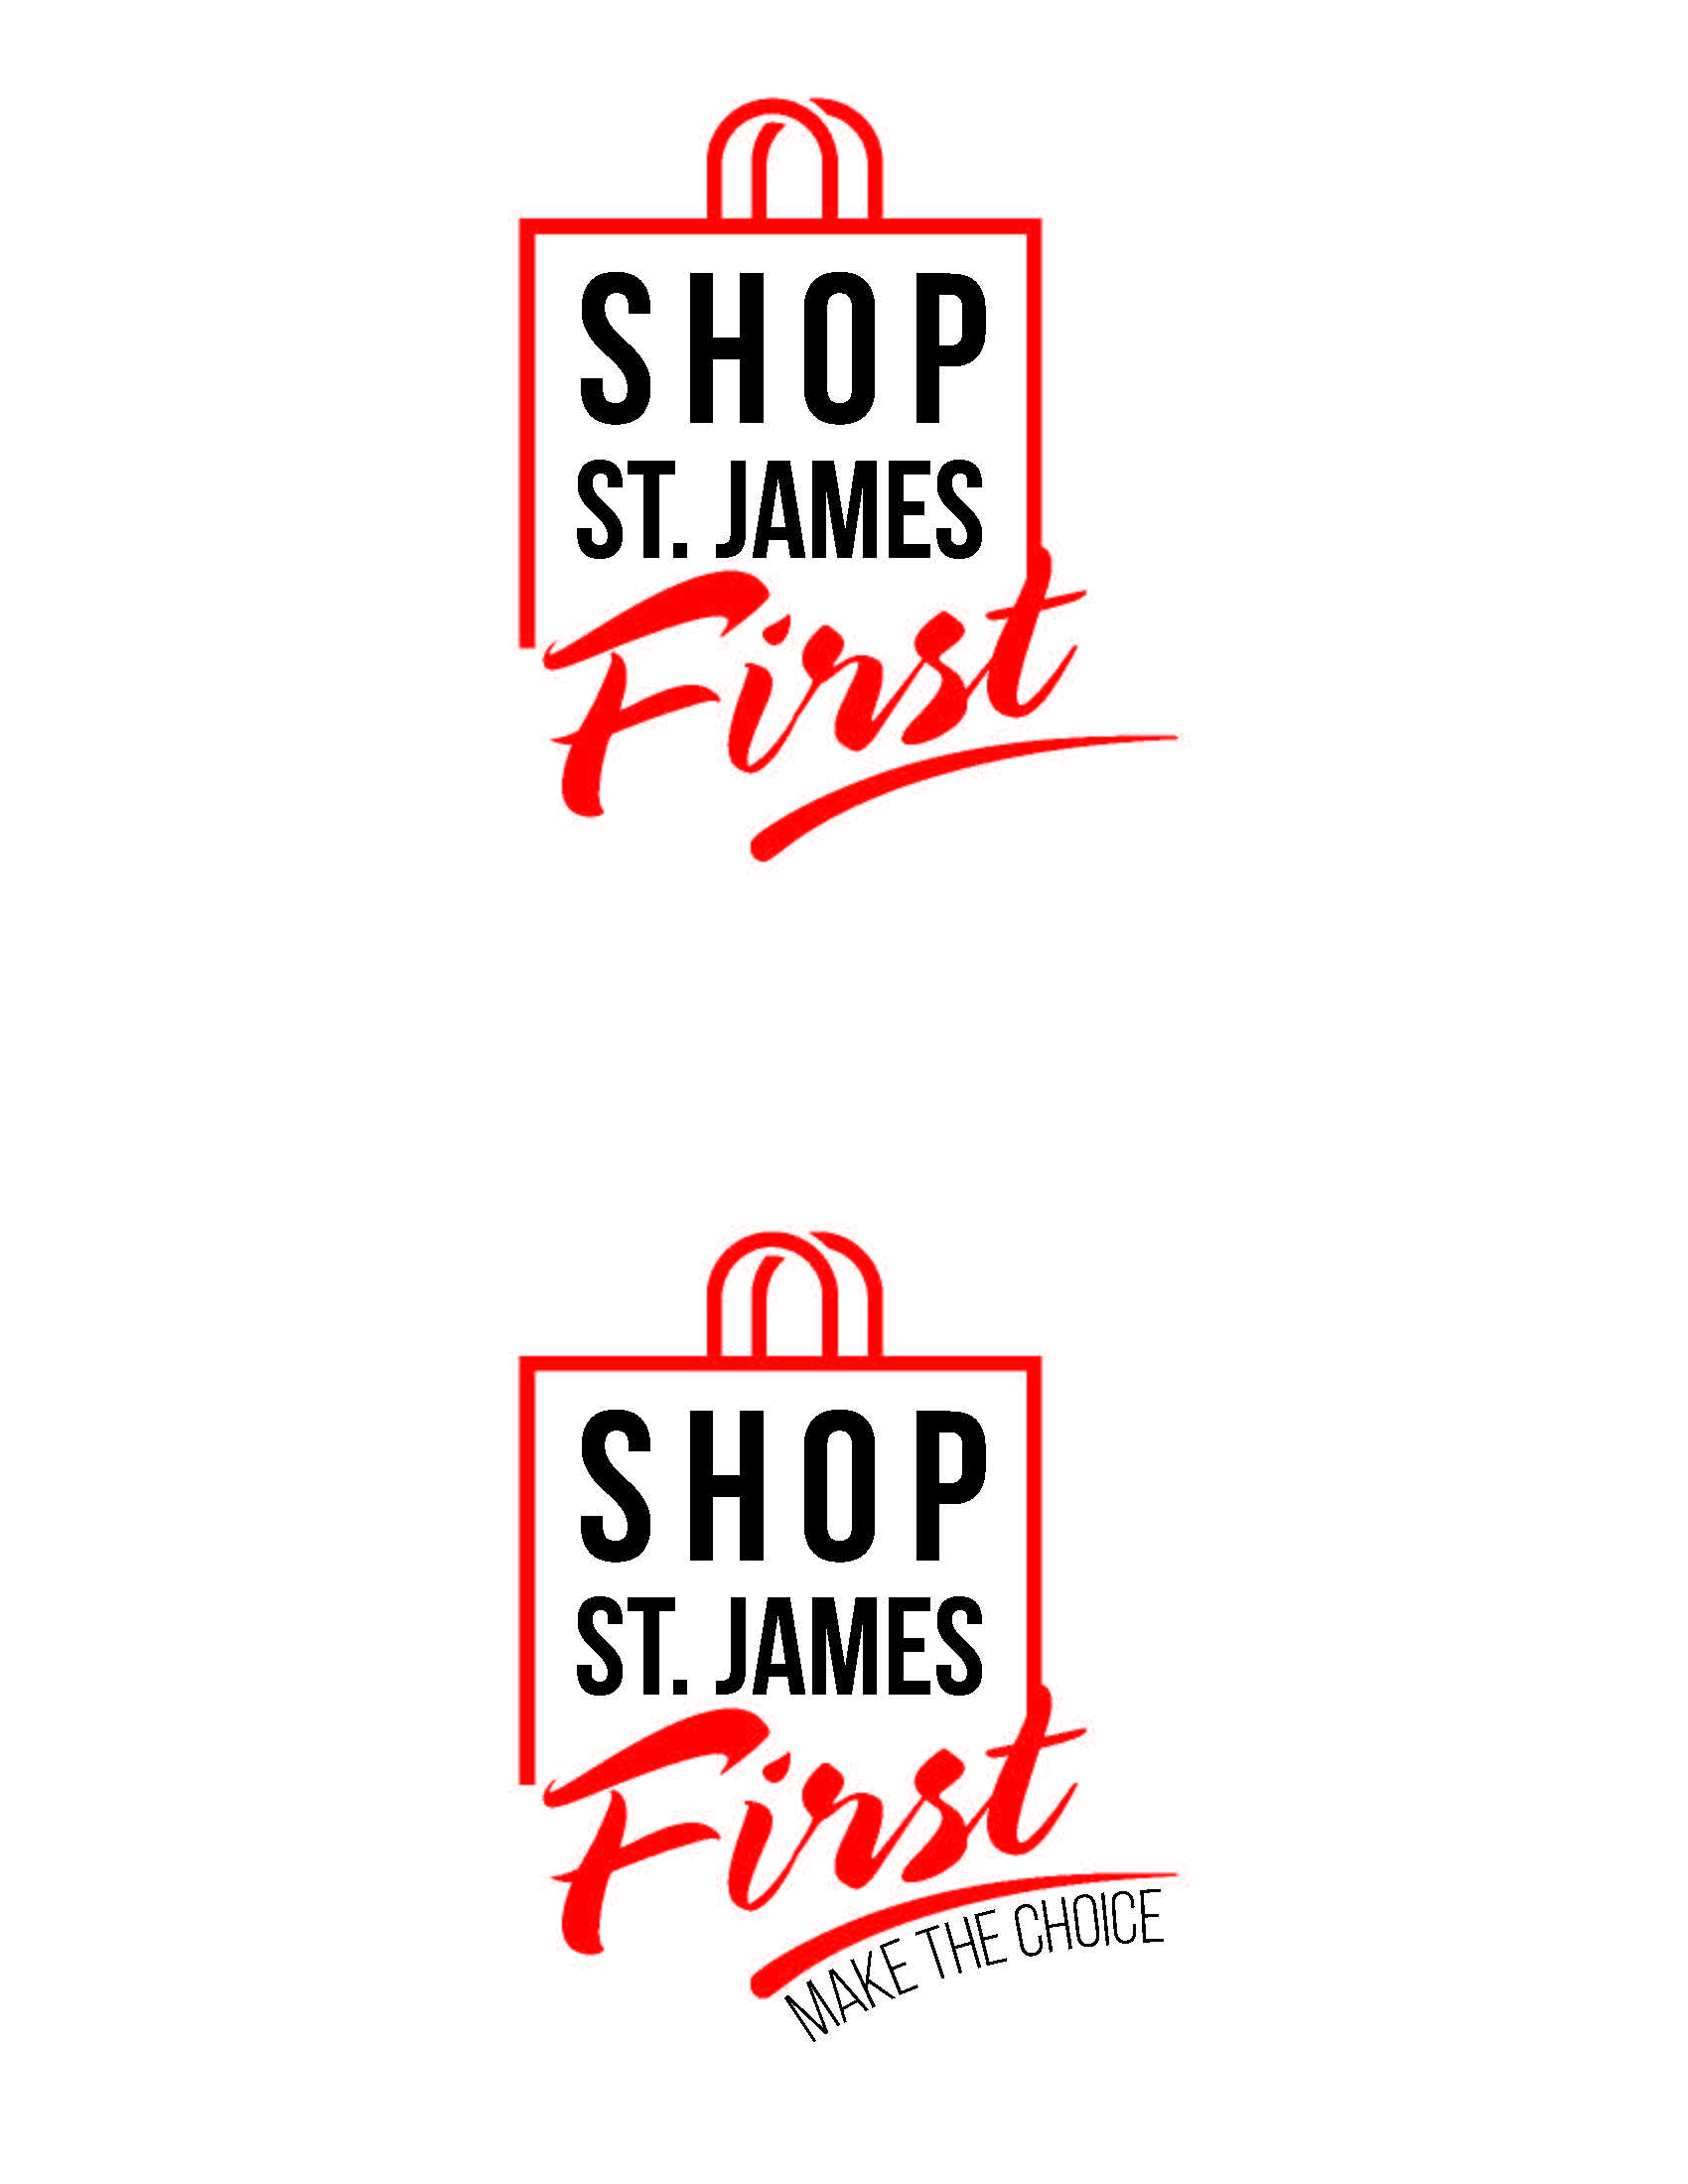 SHOP
ST. JAMES
First
SHOP
ST. JAMES
First
MAKE THE CHOICE